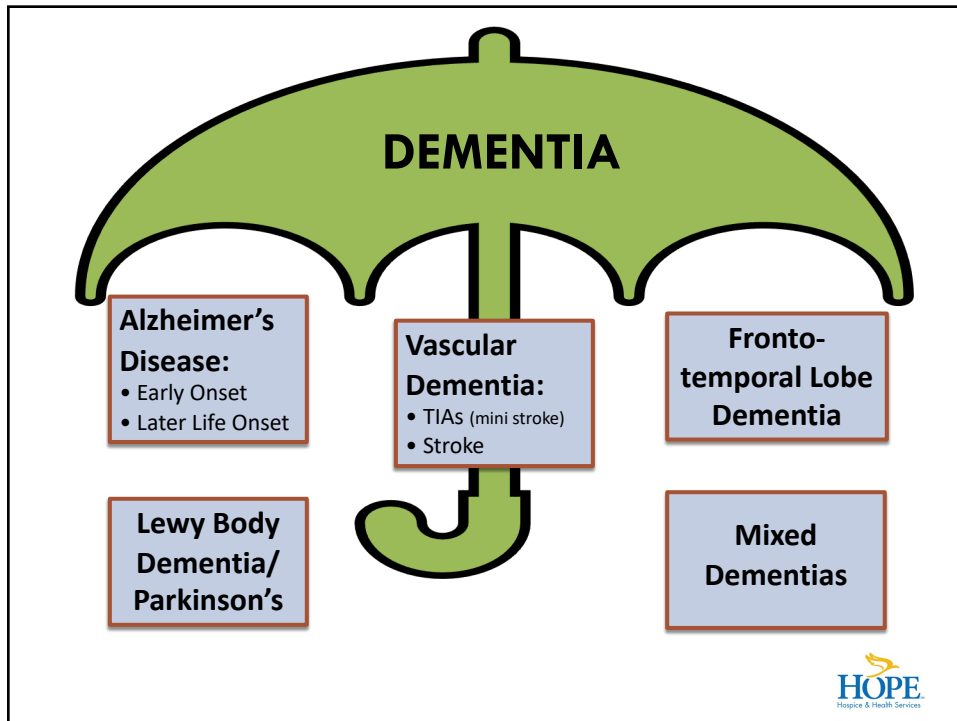 DEMENTIA
Alzheimer’s
Disease:
• Early Onset
• Later Life Onset
Vascular
Dementia:
• TIAs (mini stroke)
• Stroke
Fronto-
temporal Lobe
Dementia
Lewy Body
Dementia/
Parkinson’s
Mixed
Dementias
HOPE
Hospice & Health Services